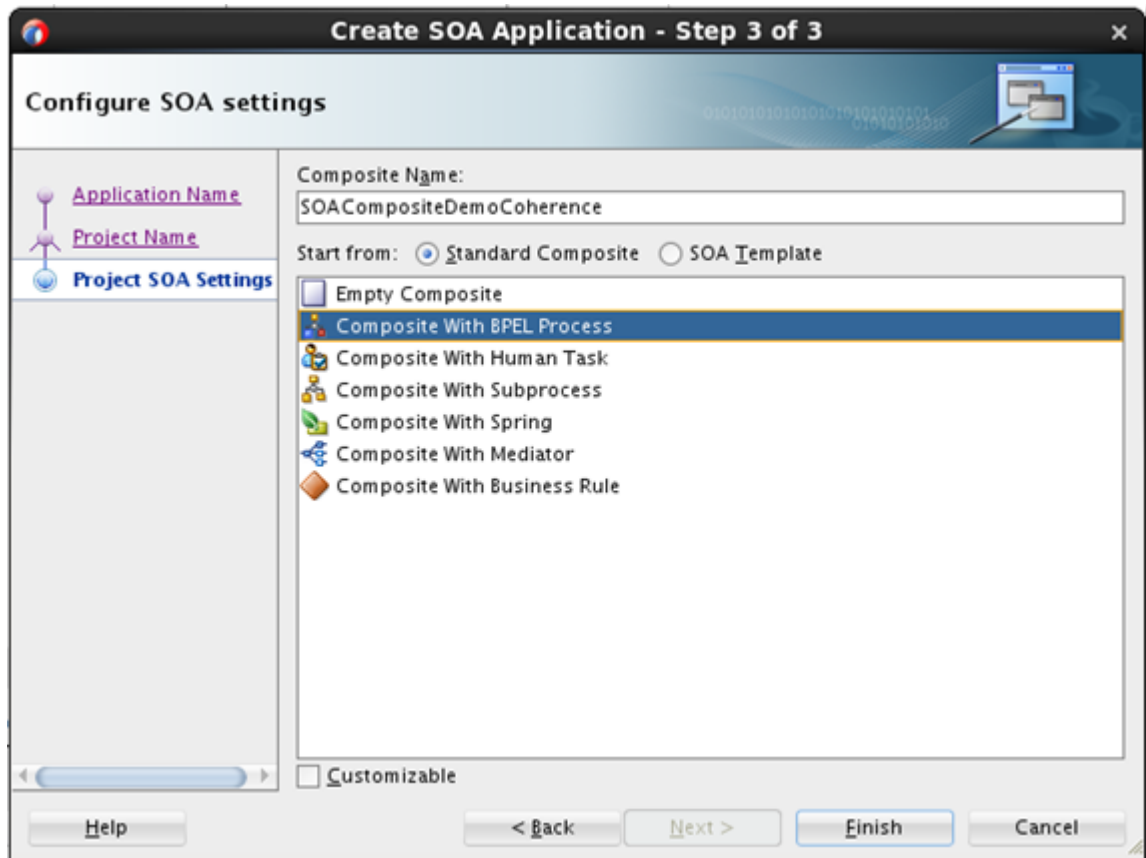 Create SOA Application - Step 3 of 3
Configure SOA settings
Application Name
Project Name
Project SOA Settings
Composite Name:
SOACompositeDemoCoherence
Start from: Standard Composite SOA Template
Empty Composite
Composite With BPEL Process
Composite With Human Task
Composite With Subprocess
Composite With Spring
Composite With Mediator
Composite With Business Rule
Customizable
Help < Back Next > Finish Cancel